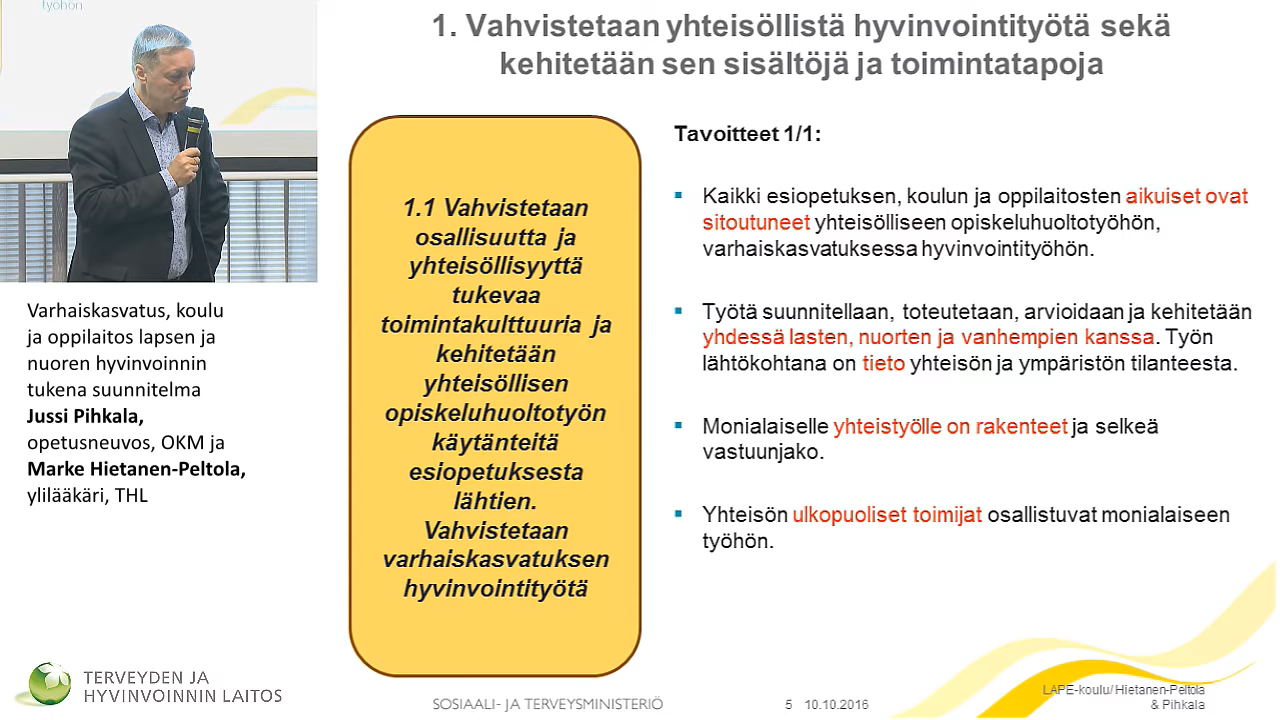 työhön
1. Vahvistetaan yhteisöllistä hyvinvointityötä sekä
kehitetään sen sisältöjä ja toimintatapoja
1.1 Vahvistetaan
osallisuutta ja
yhteisöllisyyttä
tukevaa
toimintakulttuuria ja
kehitetään
yhteisöllisen
opiskeluhuoltotyön
käytänteitä
esiopetuksesta
lähtien.
Vahvistetaan
varhaiskasvatuksen
hyvinvointityötä
Tavoitteet 1/1:
▪ Kaikki esiopetuksen, koulun ja oppilaitosten aikuiset ovat
sitoutuneet yhteisölliseen opiskeluhuoltotyöhön,
varhaiskasvatuksessa hyvinvointityöhön.
▪ Työtä suunnitellaan, toteutetaan, arvioidaan ja kehitetään
yhdessä lasten, nuorten ja vanhempien kanssa. Työn
lähtökohtana on tieto yhteisön ja ympäristön tilanteesta.
▪ Monialaiselle yhteistyölle on rakenteet ja selkeä
vastuunjako.
▪ Yhteisön ulkopuoliset toimijat osallistuvat monialaiseen
työhön.
Varhaiskasvatus, koulu
ja oppilaitos lapsen ja
nuoren hyvinvoinnin
tukena suunnitelma
Jussi Pihkala,
opetusneuvos, OKM ja
Marke Hietanen-Peltola,
ylilääkäri, THL
TERVEYDEN JA
HYVINVOINNIN LAITOS
SOSIAALI- JA TERVEYSMINISTERIÖ
5 10.10.2016
LAPE-koulu/ Hietanen-Peltola
& Pihkala